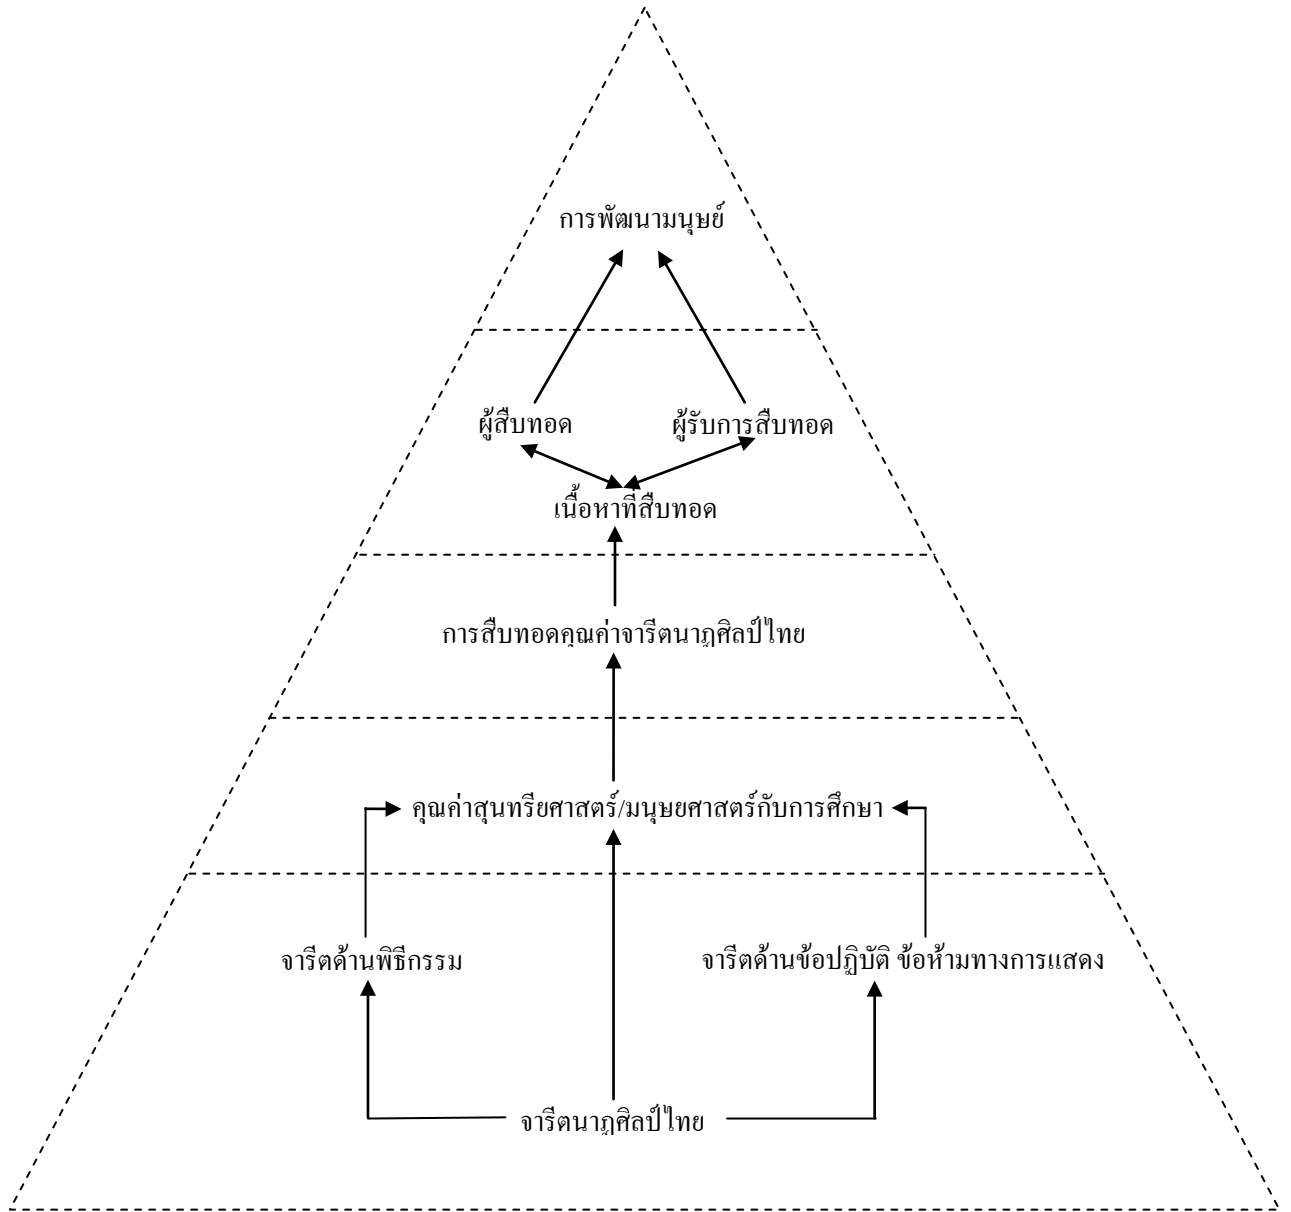 การพัฒนามนุษย์
ผู้สืบทอด ผู้รับการสืบทอด
เนื้อหาที่สืบทอด
การสืบทอดคุณค่าจารีตนาฏศิลป์ไทย
คุณค่าสุนทรียศาสตร์/มนุษยศาสตร์กับการศึกษา
จารีตด้านพิธีกรรม จารีตด้านข้อปฏิบัติ ข้อห้ามทางการแสดง
จารีตนาฏศิลป์ไทย